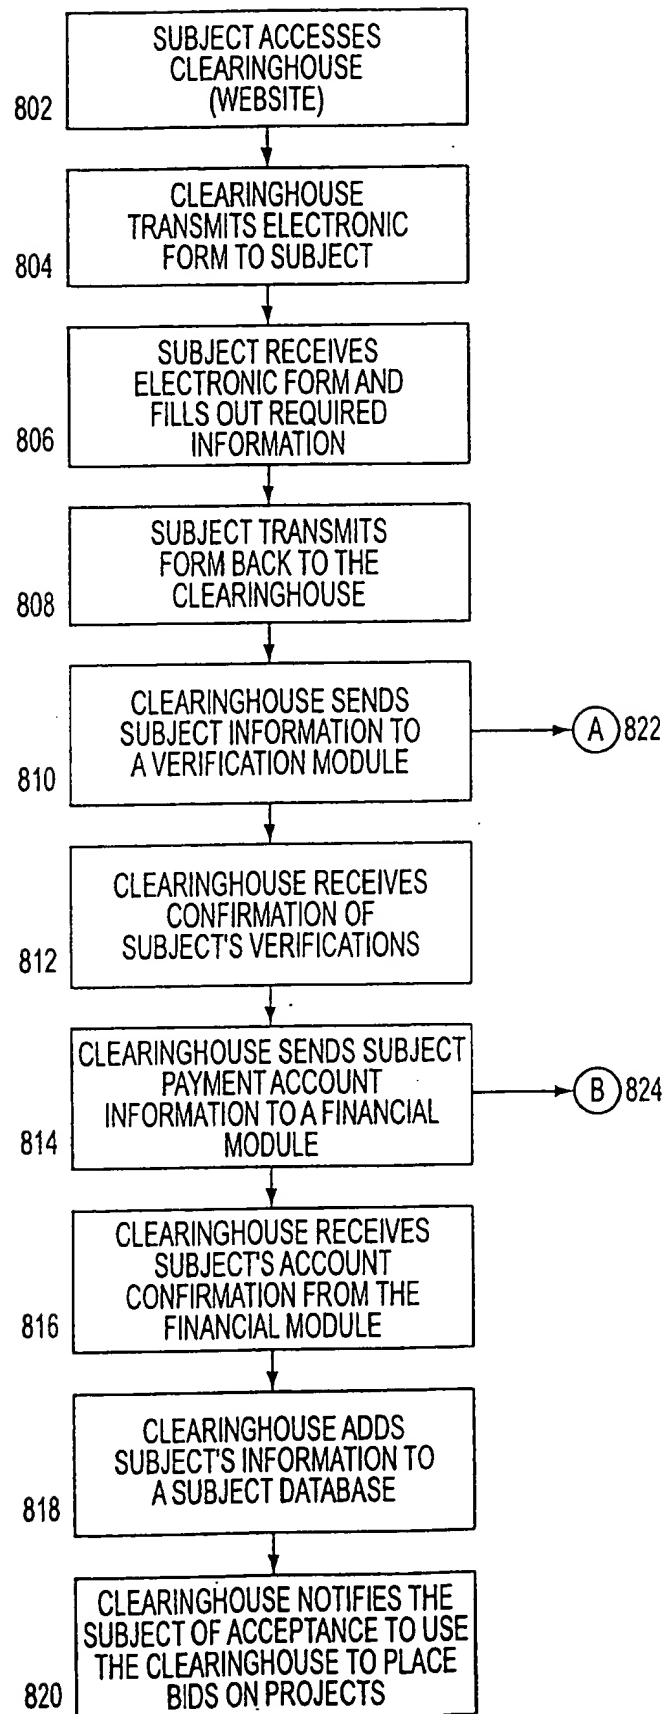 SUBJECT ACCESSES
CLEARINGHOUSE
(WEBSITE)
802
CLEARINGHOUSE
TRANSMITS ELECTRONIC
FORM TO SUBJECT
804
SUBJECT RECEIVES
ELECTRONIC FORM AND
FILLS OUT REQUIRED
INFORMATION
806
SUBJECT TRANSMITS
FORM BACK TO THE
CLEARINGHOUSE
808
CLEARINGHOUSE SENDS
SUBJECT INFORMATION TO
A VERIFICATION MODULE
810
A 822
CLEARINGHOUSE RECEIVES
CONFIRMATION OF
SUBJECT'S VERIFICATIONS
812
CLEARINGHOUSE SENDS SUBJECT
PAYMENT ACCOUNT
INFORMATION TO A FINANCIAL
MODULE
814
B 824
CLEARINGHOUSE RECEIVES
SUBJECT'S ACCOUNT
CONFIRMATION FROM THE
FINANCIAL MODULE
816
CLEARINGHOUSE ADDS
SUBJECT'S INFORMATION TO
A SUBJECT DATABASE
818
CLEARINGHOUSE NOTIFIES THE
SUBJECT OF ACCEPTANCE TO USE
THE CLEARINGHOUSE TO PLACE
BIDS ON PROJECTS
820